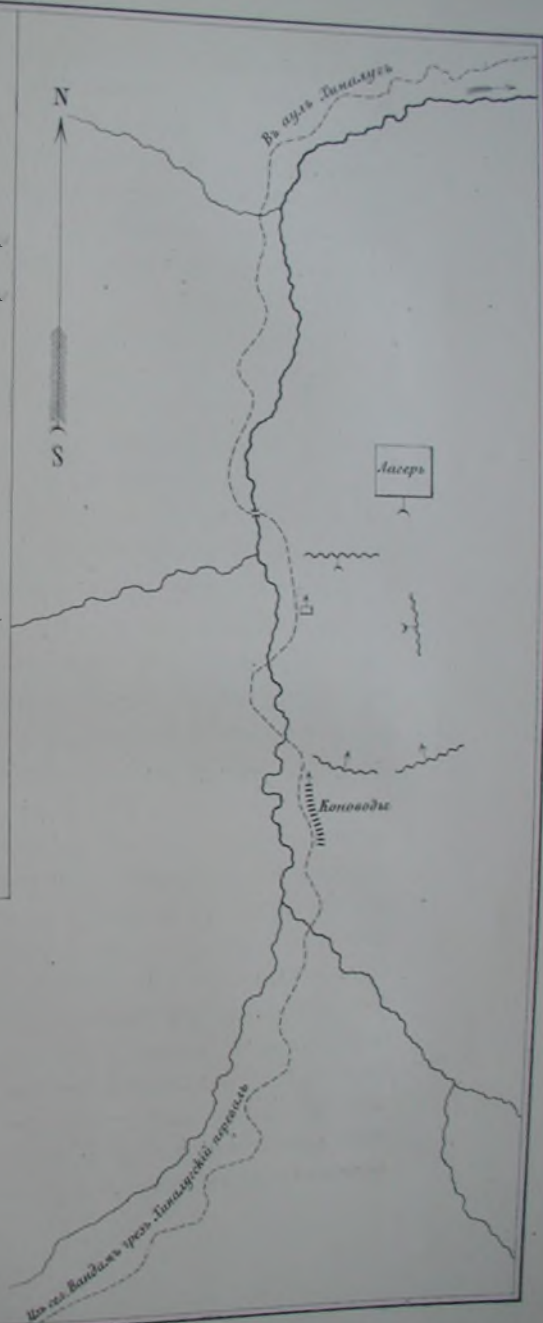 Въ аулъ Хиналугъ
N
S
Лагерь
Коноводы
Изъ сел. Вандамъ чрезъ Хиналугскій перевалъ